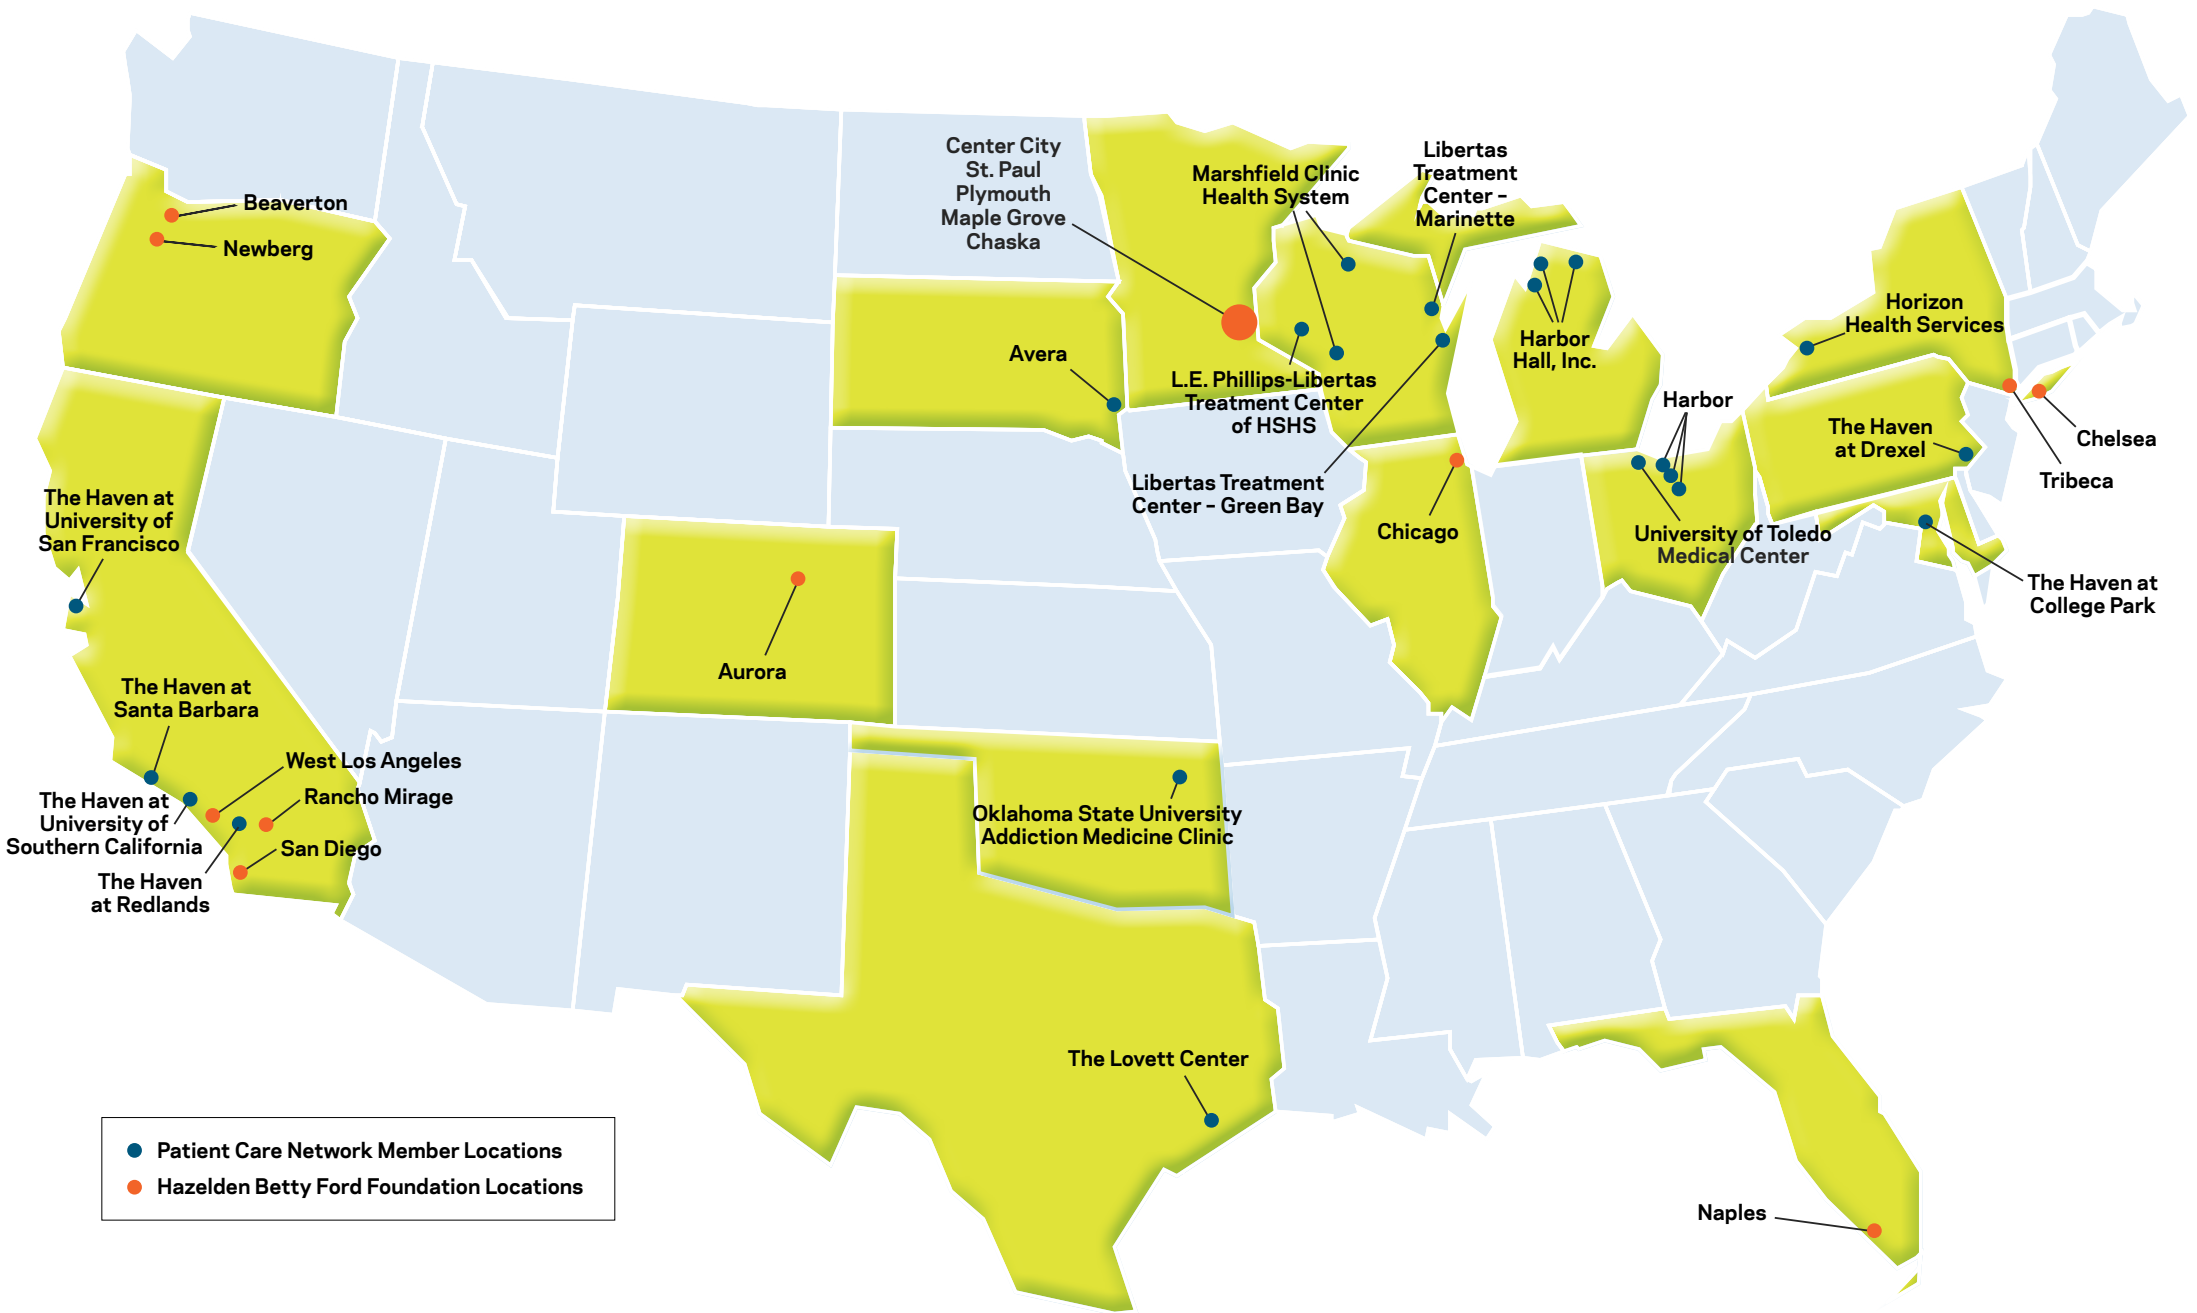 Center City
St. Paul
Plymouth
Maple Grove
Chaska
Marshfield Clinic
Health System
Libertas
Treatment
Center –
Marinette
Beaverton
Newberg
Avera
L.E. Phillips-Libertas
Treatment Center
of HSHS
Harbor
Hall, Inc.
Horizon
Health Services
Harbor
The Haven
at Drexel
Chelsea
Tribeca
Libertas Treatment
Center – Green Bay
Chicago
University of Toledo
Medical Center
The Haven at
College Park
The Haven at
University of
San Francisco
Aurora
The Haven at
Santa Barbara
West Los Angeles
Rancho Mirage
The Haven at
University of
Southern California
San Diego
The Haven
at Redlands
Oklahoma State University
Addiction Medicine Clinic
The Lovett Center
Naples
Patient Care Network Member Locations
Hazelden Betty Ford Foundation Locations